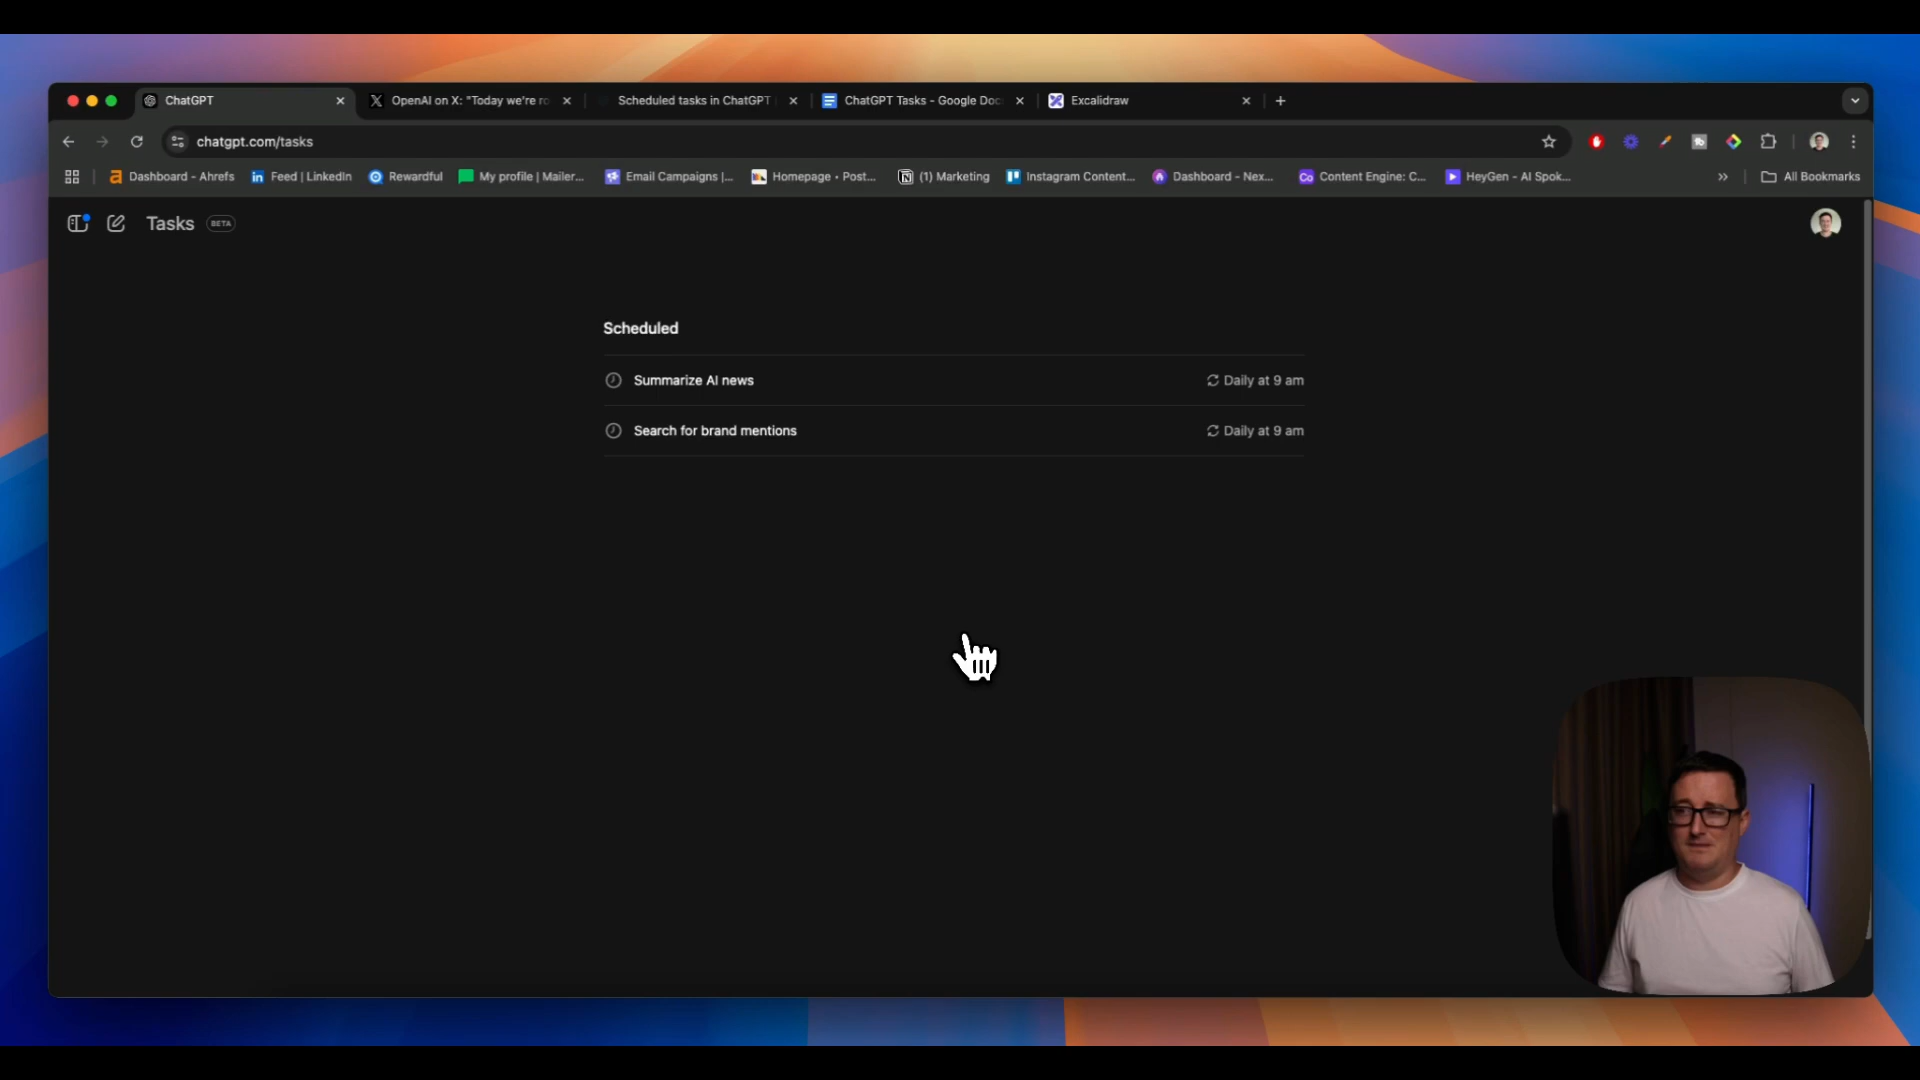 ChatGPT
OpenAI on X: "Today we're ro
Scheduled tasks in ChatGPT
ChatGPT Tasks - Google Doc
Excalidraw
chatgpt.com/tasks
Dashboard - Ahrefs
Feed | LinkedIn
Rewardful
My profile | Mailer...
Email Campaigns |...
Homepage • Post...
(1) Marketing
Instagram Content...
Dashboard - Nex...
Content Engine: C...
HeyGen - AI Spok...
All Bookmarks
Tasks BETA
Scheduled
Summarize AI news Daily at 9 am
Search for brand mentions Daily at 9 am